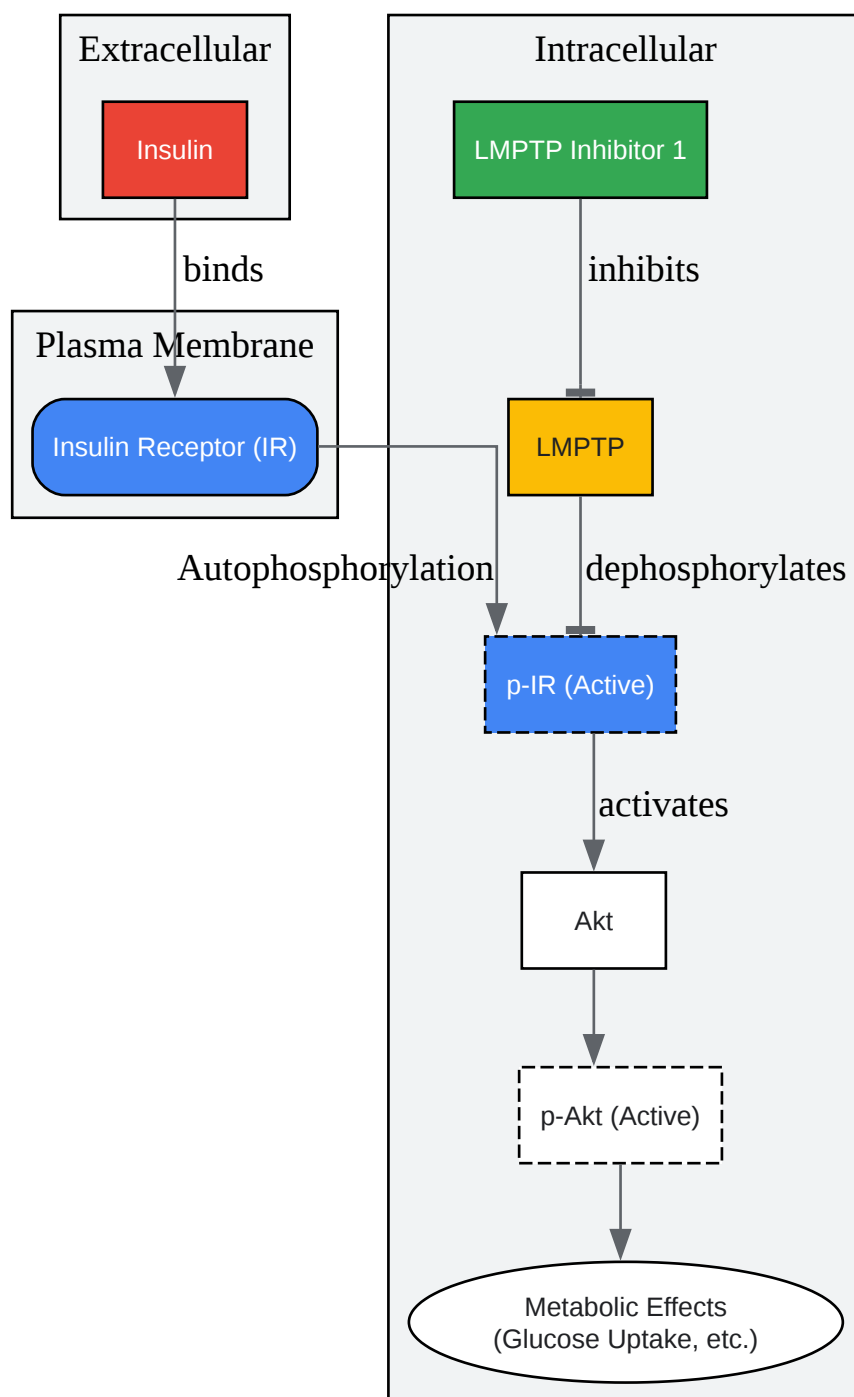 Extracellular
Intracellular
Insulin
LMPTP Inhibitor 1
binds
inhibits
Plasma Membrane
Insulin Receptor (IR)
LMPTP
Autophosphorylation
dephosphorylates
p-IR (Active)
activates
Akt
p-Akt (Active)
Metabolic Effects
(Glucose Uptake, etc.)